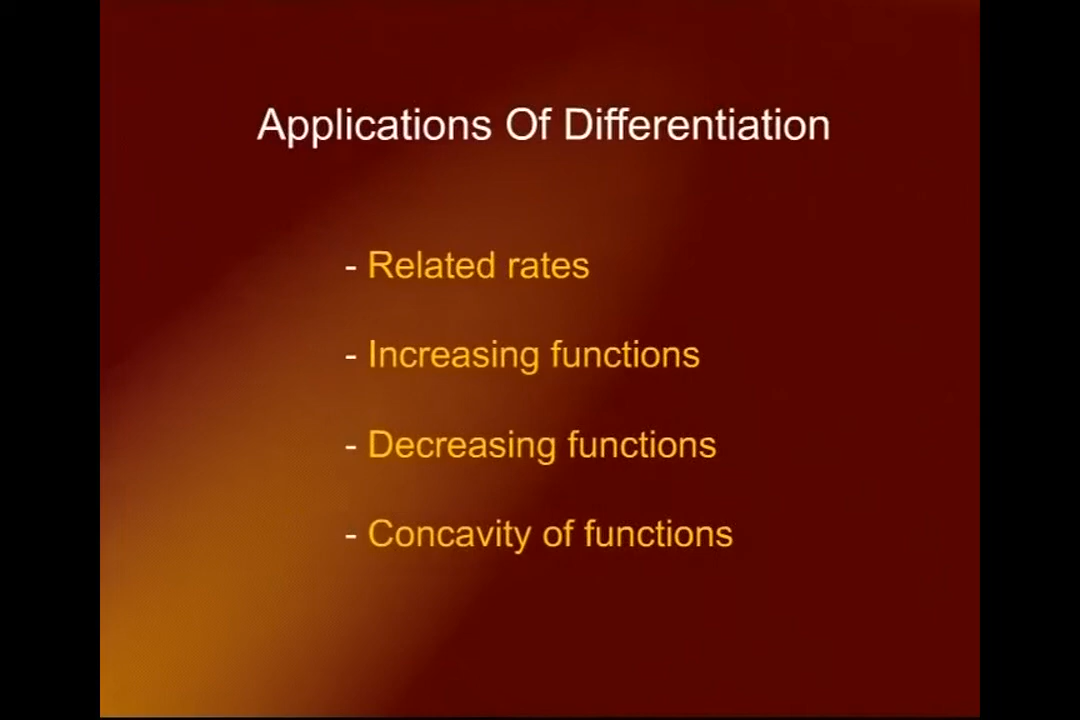 Applications Of Differentiation
- Related rates
- Increasing functions
- Decreasing functions
- Concavity of functions